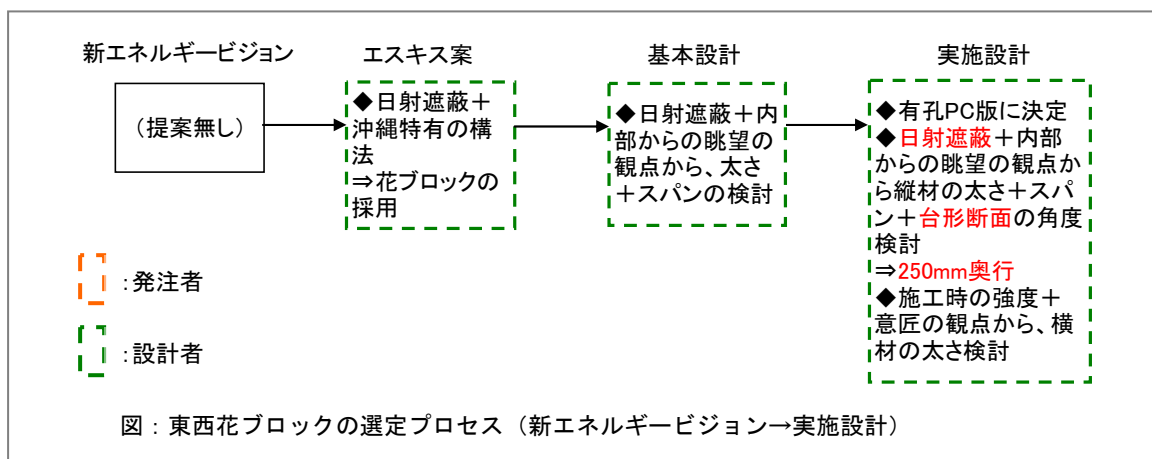 新エネルギービジョン
(提案無し)
エスキス案
◆日射遮蔽+
沖縄特有の構
法
⇒花ブロックの
採用
基本設計
◆日射遮蔽+内
部からの眺望の
観点から、太さ
+スパンの検討
実施設計
◆有孔PC版に決定
◆日射遮蔽+内部
からの眺望の観点か
ら縦材の太さ+スパ
ン+台形断面の角度
検討
⇒250mm奥行
◆施工時の強度+
意匠の観点から、横
材の太さ検討
:発注者
:設計者
図:東西花ブロックの選定プロセス(新エネルギービジョン→実施設計)